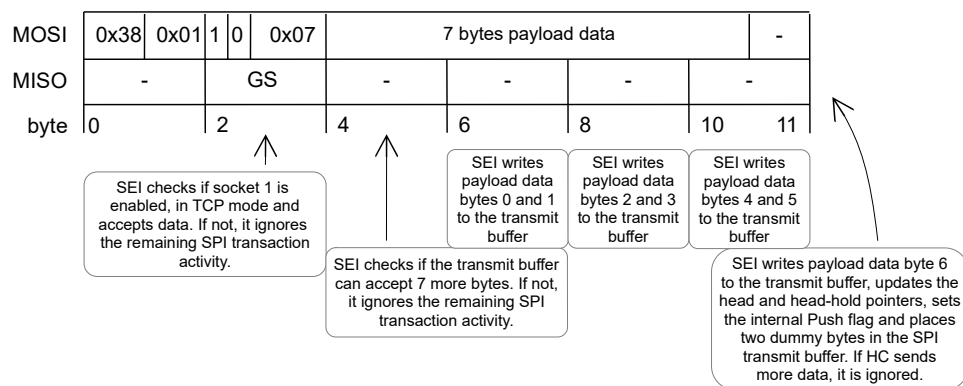 MOSI 0x38 0x01 1 0 0x07 7 bytes payload data -
MISO - GS - - - -
byte 0 2 4 6 8 10 11
SEI checks if socket 1 is
enabled, in TCP mode and
accepts data. If not, it ignores
the remaining SPI transaction
activity.
SEI checks if the transmit buffer
can accept 7 more bytes. If not,
it ignores the remaining SPI
transaction activity.
SEI writes
payload data
bytes 0 and 1
to the transmit
buffer
SEI writes
payload data
bytes 2 and 3
to the transmit
buffer
SEI writes
payload data
bytes 4 and 5
to the transmit
buffer
SEI writes payload data byte 6
to the transmit buffer, updates the
head and head-hold pointers, sets
the internal Push flag and places
two dummy bytes in the SPI
transmit buffer. If HC sends
more data, it is ignored.